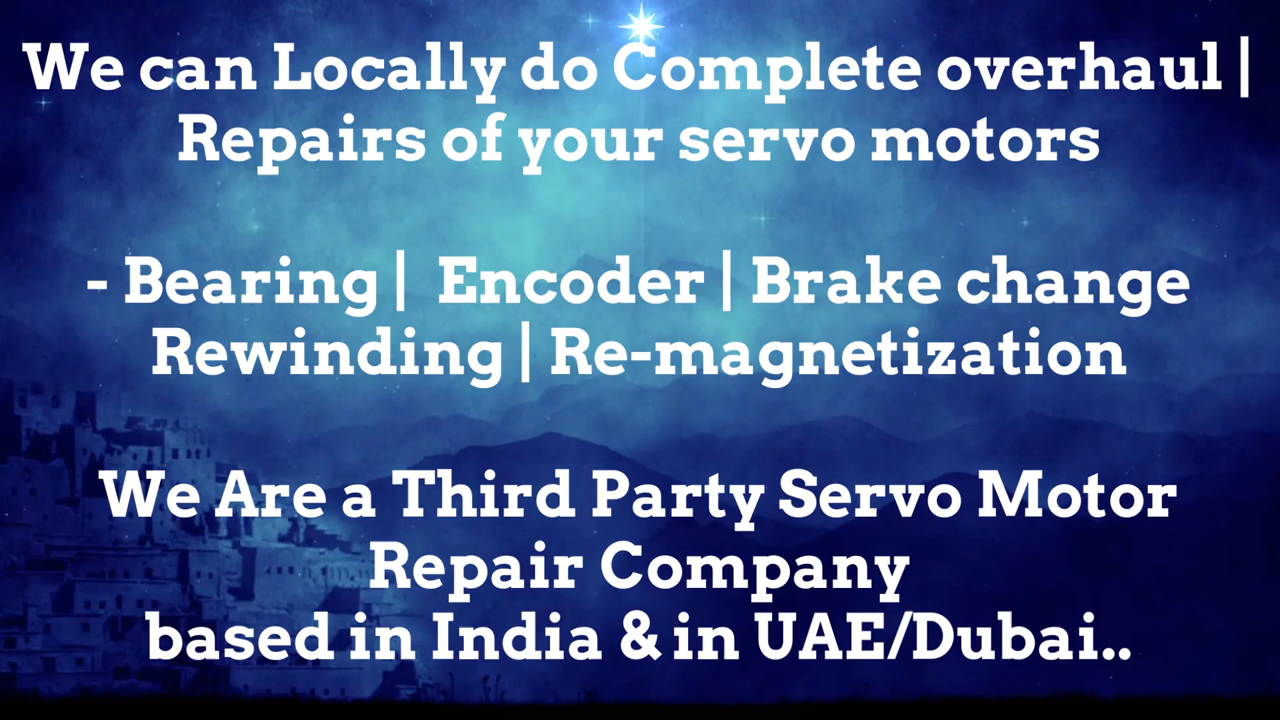 We can Locally do Complete overhaul |
Repairs of your servo motors
- Bearing | Encoder | Brake change
Rewinding | Re-magnetization
We Are a Third Party Servo Motor
Repair Company
based in India & in UAE/Dubai..